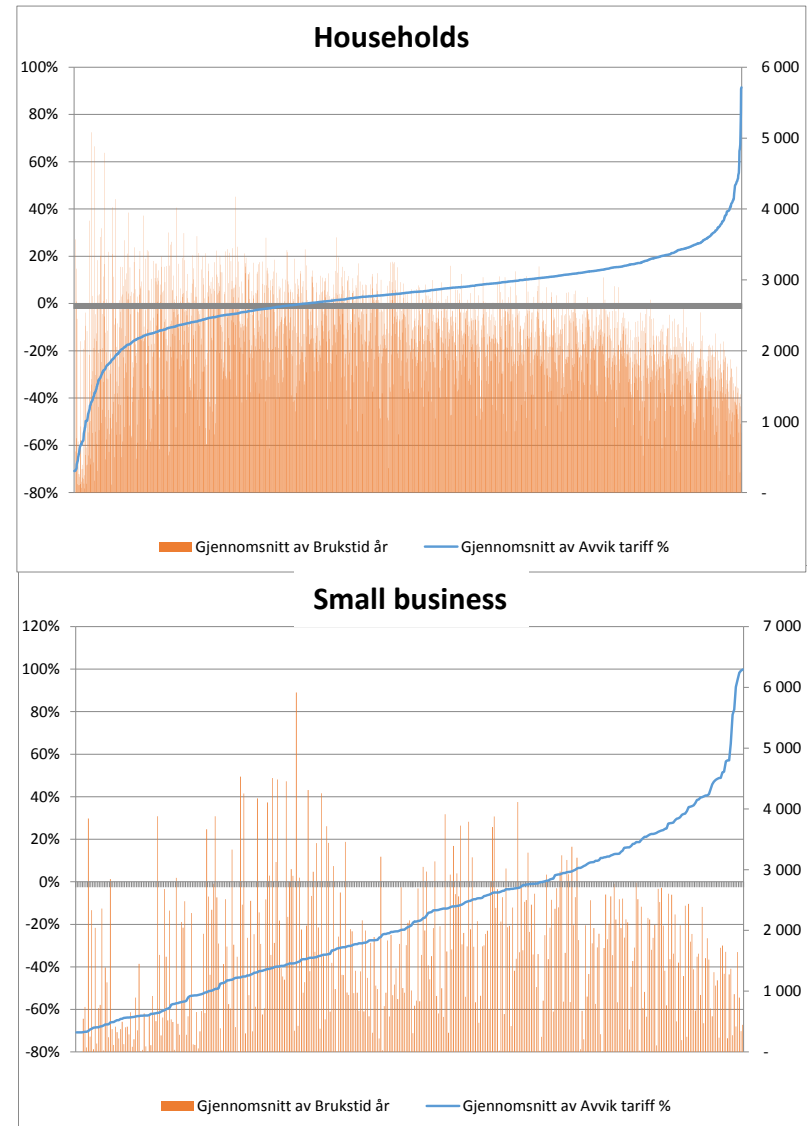 Households
100% 6 000
80% 5 000
60%
40% 4 000
20% 3 000
0%
-20% 2 000
-40% 1 000
-60%
-80% -
Gjennomsnitt av Brukstid år Gjennomsnitt av Avvik tariff %
Small business
120% 7 000
100% 6 000
80% 5 000
60%
40% 4 000
20% 3 000
0%
-20% 2 000
-40%
-60% 1 000
-80% -
Gjennomsnitt av Brukstid år Gjennomsnitt av Avvik tariff %